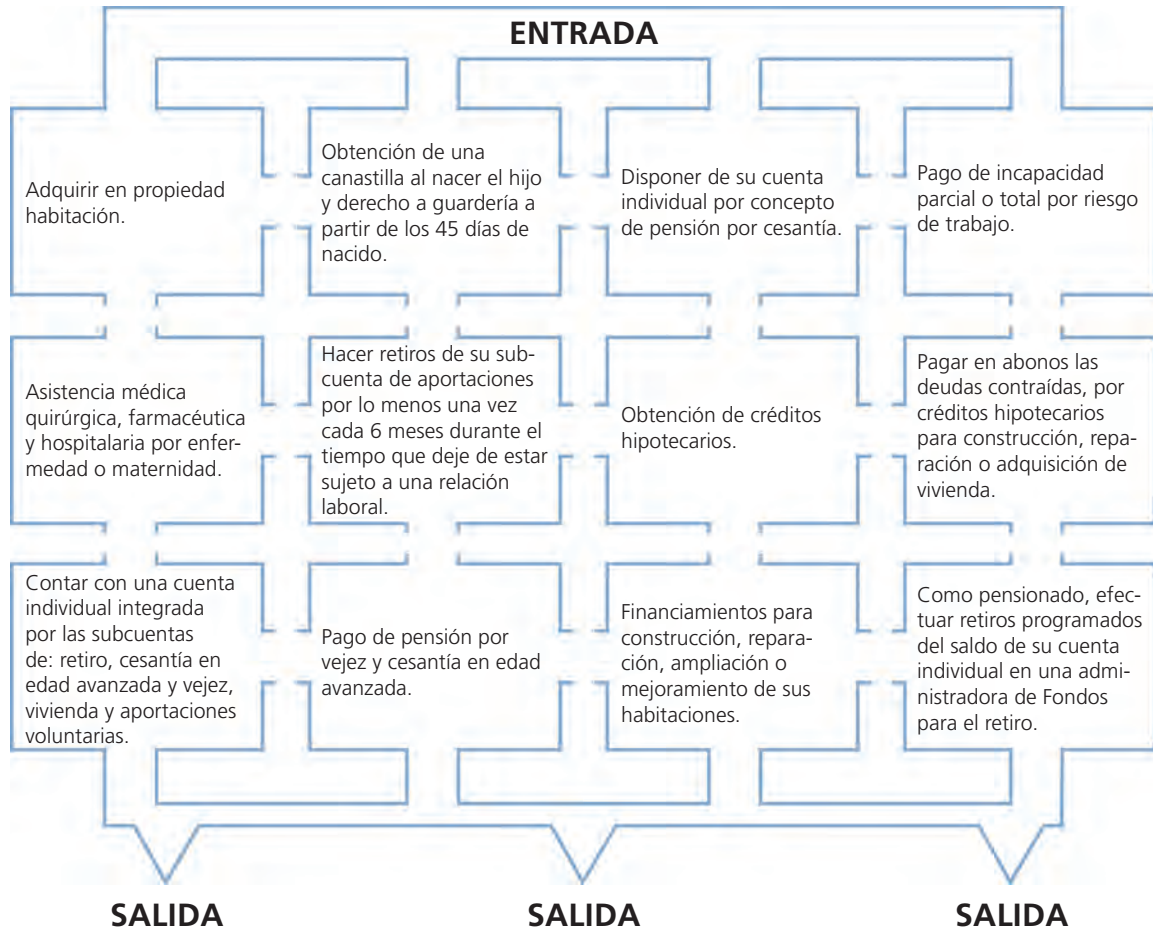 ENTRADA
Adquirir en propiedad
habitación.
Obtención de una
canastilla al nacer el hijo
y derecho a guardería a
partir de los 45 días de
nacido.
Disponer de su cuenta
individual por concepto
de pensión por cesantía.
Pago de incapacidad
parcial o total por riesgo
de trabajo.
Asistencia médica
quirúrgica, farmacéutica
y hospitalaria por enfer-
medad o maternidad.
Hacer retiros de su sub-
cuenta de aportaciones
por lo menos una vez
cada 6 meses durante el
tiempo que deje de estar
sujeto a una relación
laboral.
Obtención de créditos
hipotecarios.
Pagar en abonos las
deudas contraídas, por
créditos hipotecarios
para construcción, repa-
ración o adquisición de
vivienda.
Contar con una cuenta
individual integrada
por las subcuentas
de: retiro, cesantía en
edad avanzada y vejez,
vivienda y aportaciones
voluntarias.
Pago de pensión por
vejez y cesantía en edad
avanzada.
Financiamientos para
construcción, repara-
ción, ampliación o
mejoramiento de sus
habitaciones.
Como pensionado, efec-
tuar retiros programados
del saldo de su cuenta
individual en una admi-
nistradora de Fondos
para el retiro.
SALIDA
SALIDA
SALIDA